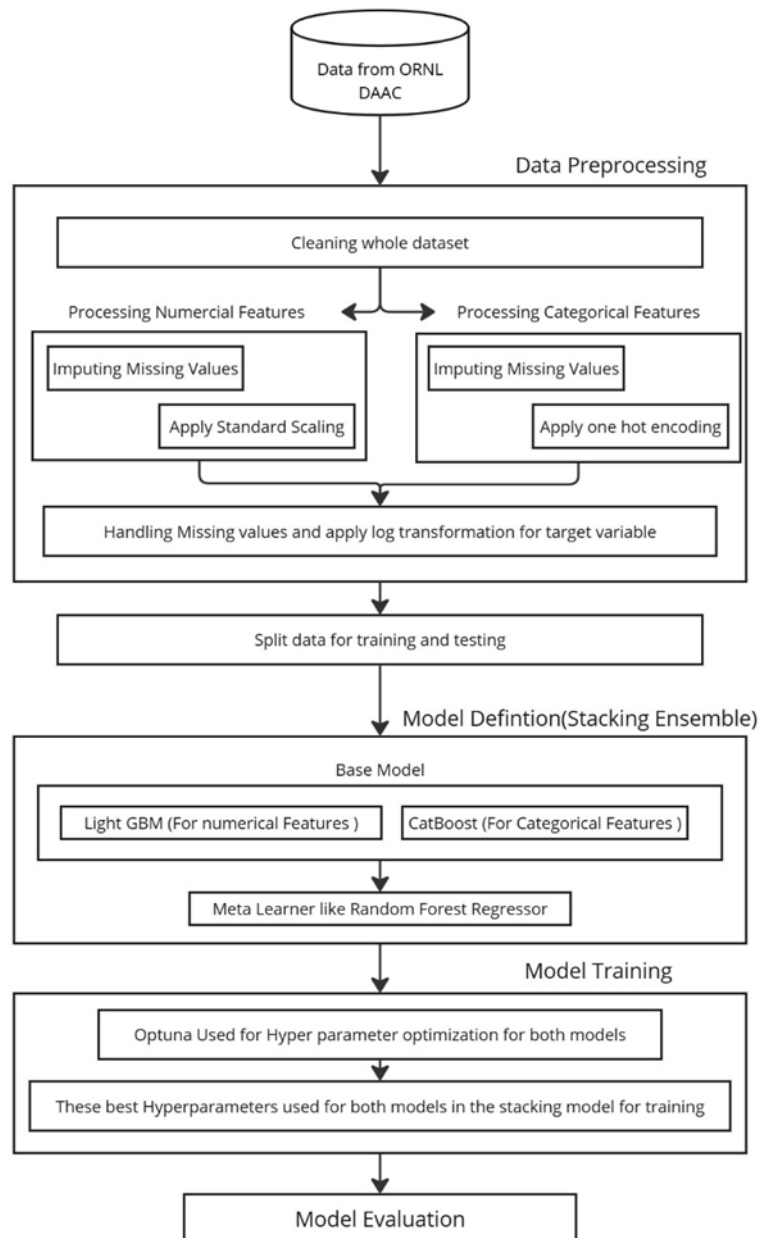 Data from ORNL
DAAC
Data Preprocessing
Cleaning whole dataset
Processing Numercial Features
Processing Categorical Features
Imputing Missing Values
Imputing Missing Values
Apply Standard Scaling
Apply one hot encoding
Handling Missing values and apply log transformation for target variable
Split data for training and testing
Model Defintion(Stacking Ensemble)
Base Model
Light GBM (For numerical Features )
CatBoost (For Categorical Features )
Meta Learner like Random Forest Regressor
Model Training
Optuna Used for Hyper parameter optimization for both models
These best Hyperparameters used for both models in the stacking model for training
Model Evaluation